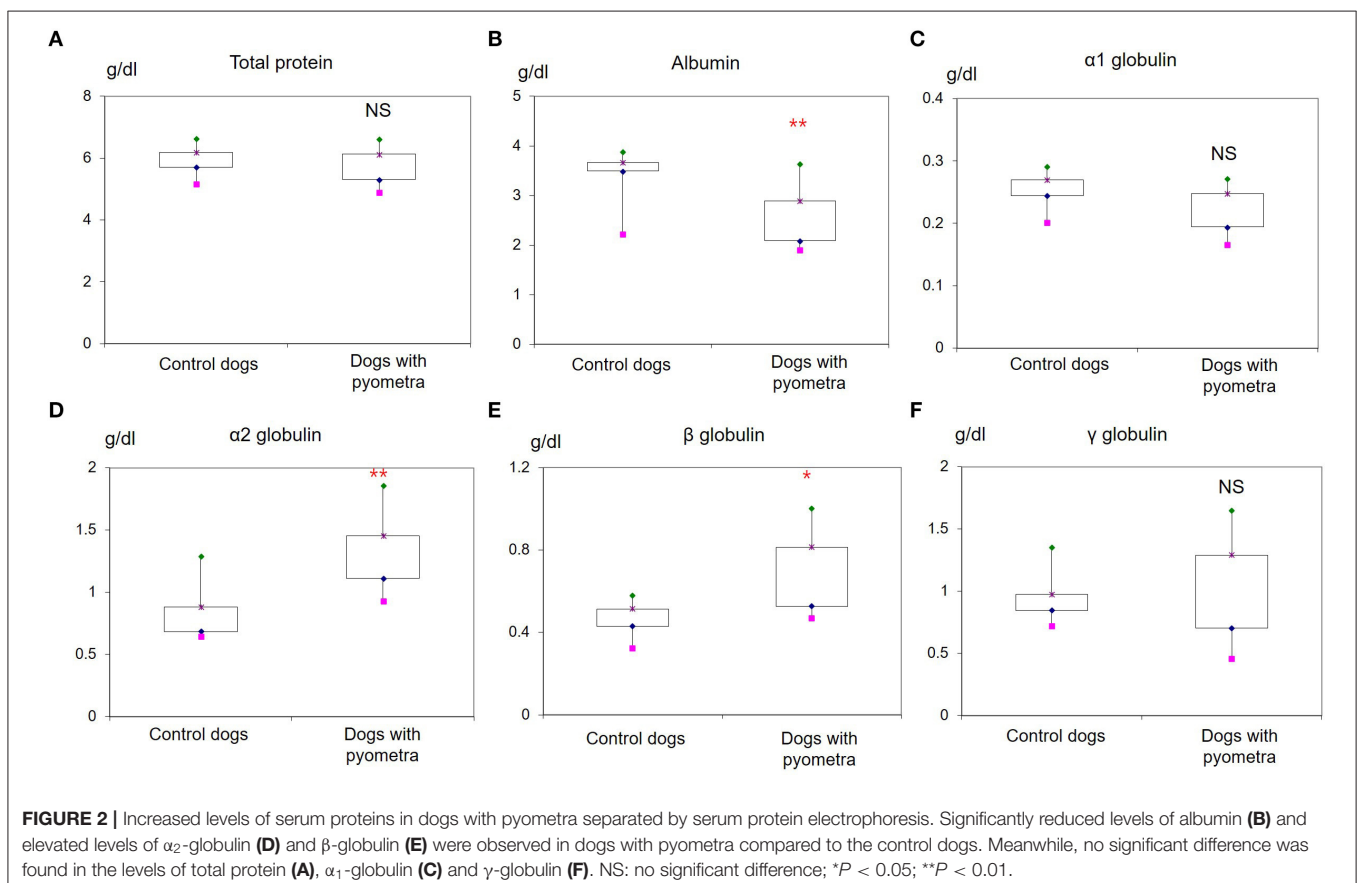 A
Total protein
g/dl
8
6
4
2
0
NS
Control dogs
Dogs with
pyometra
B
Albumin
g/dl
5
4
3
2
1
0
**
Control dogs
Dogs with
pyometra
C
α1 globulin
g/dl
0.4
0.3
0.2
0.1
0
NS
Control dogs
Dogs with
pyometra
D
α2 globulin
g/dl
2
1.5
1
0.5
0
**
Control dogs
Dogs with
pyometra
E
β globulin
g/dl
1.2
0.8
0.4
0
*
Control dogs
Dogs with
pyometra
F
γ globulin
g/dl
2
1.5
1
0.5
0
NS
Control dogs
Dogs with
pyometra
FIGURE 2 | Increased levels of serum proteins in dogs with pyometra separated by serum protein electrophoresis. Significantly reduced levels of albumin (B) and
elevated levels of α₂-globulin (D) and β-globulin (E) were observed in dogs with pyometra compared to the control dogs. Meanwhile, no significant difference was
found in the levels of total protein (A), α₁-globulin (C) and γ-globulin (F). NS: no significant difference; *P < 0.05; **P < 0.01.